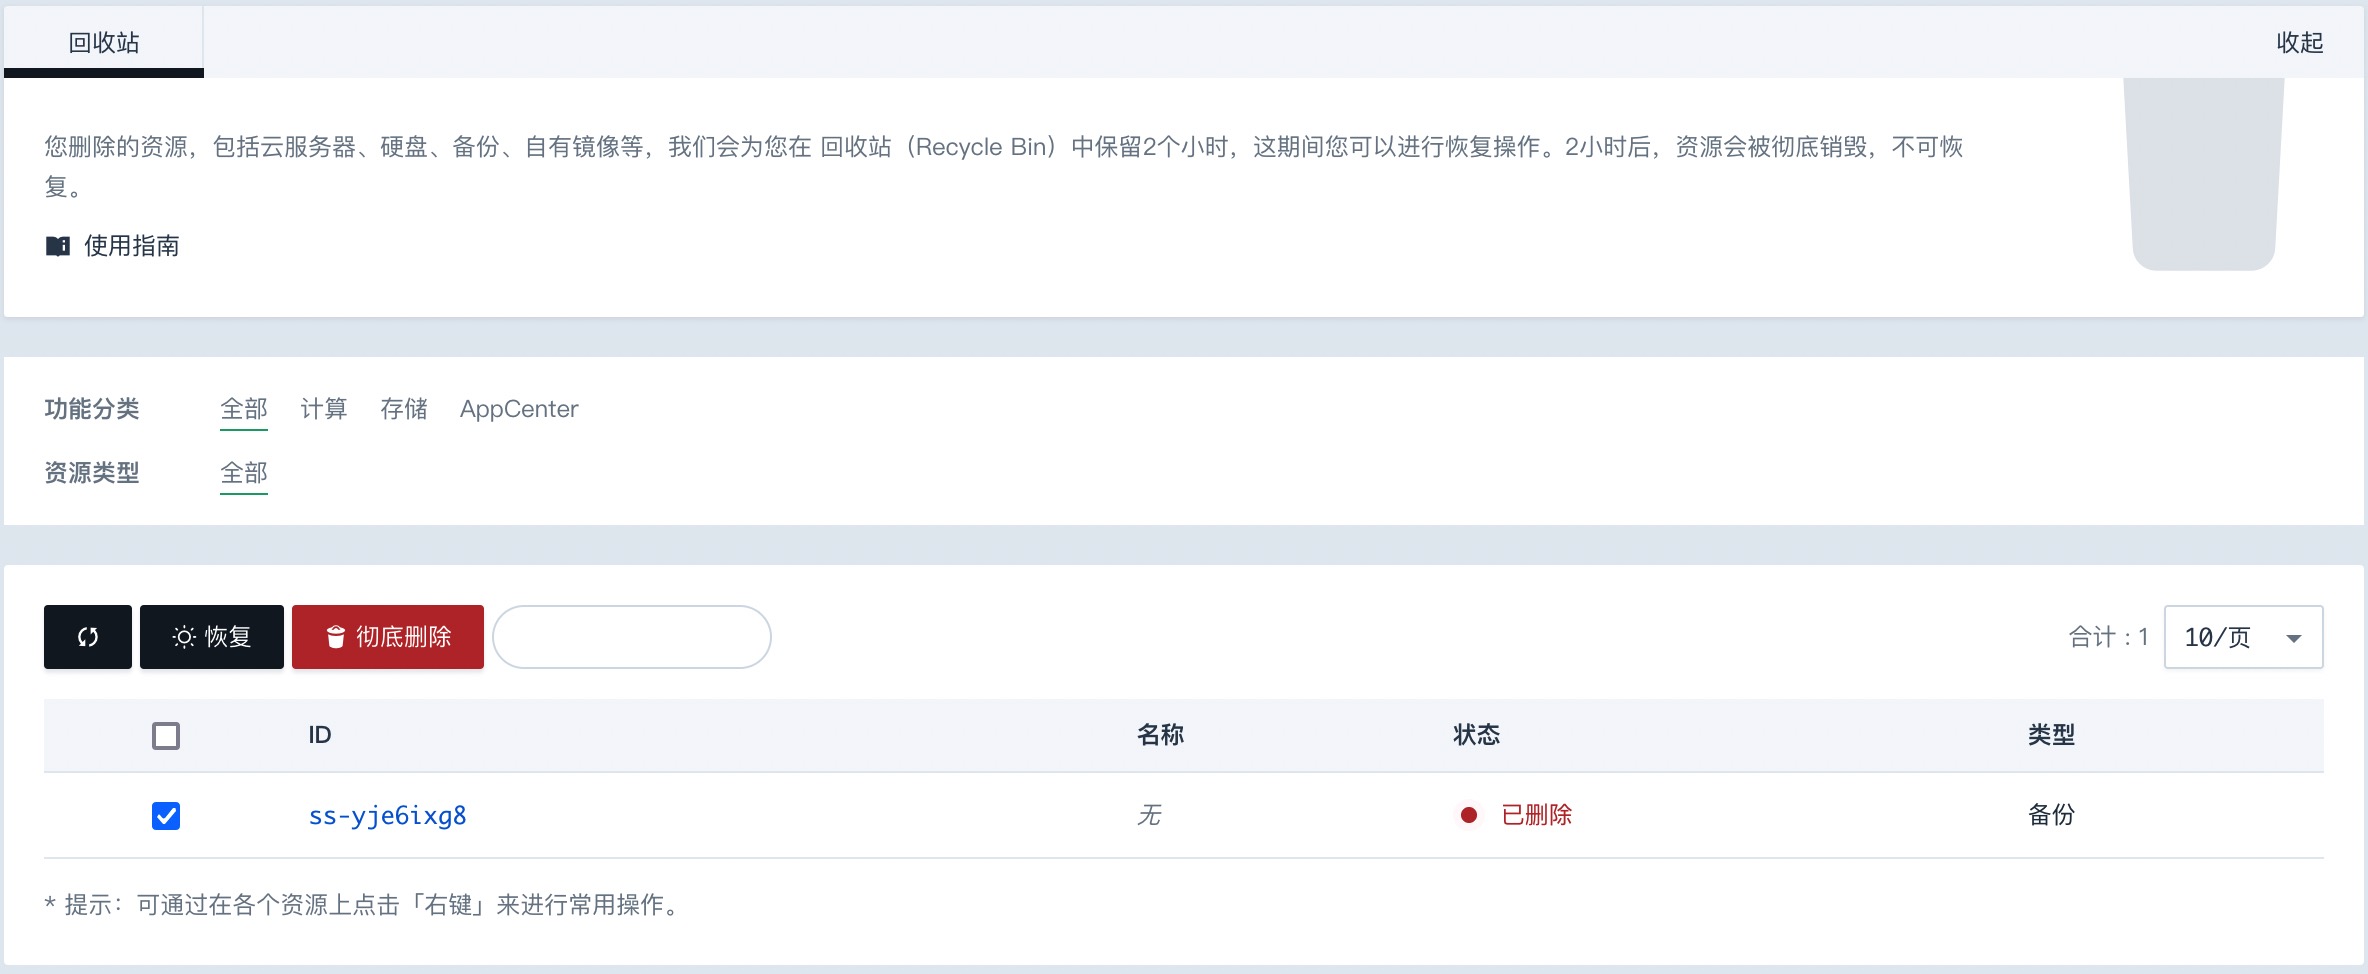 回收站
收起
您删除的资源，包括云服务器、硬盘、备份、自有镜像等，我们会为您在 回收站（Recycle Bin）中保留2个小时，这期间您可以进行恢复操作。2小时后，资源会被彻底销毁，不可恢
复。
使用指南
功能分类 全部 计算 存储 AppCenter
资源类型 全部
恢复 彻底删除 合计：1 10/页
ID 名称 状态 类型
ss-yje6ixg8 无 已删除 备份
* 提示：可通过在各个资源上点击「右键」来进行常用操作。